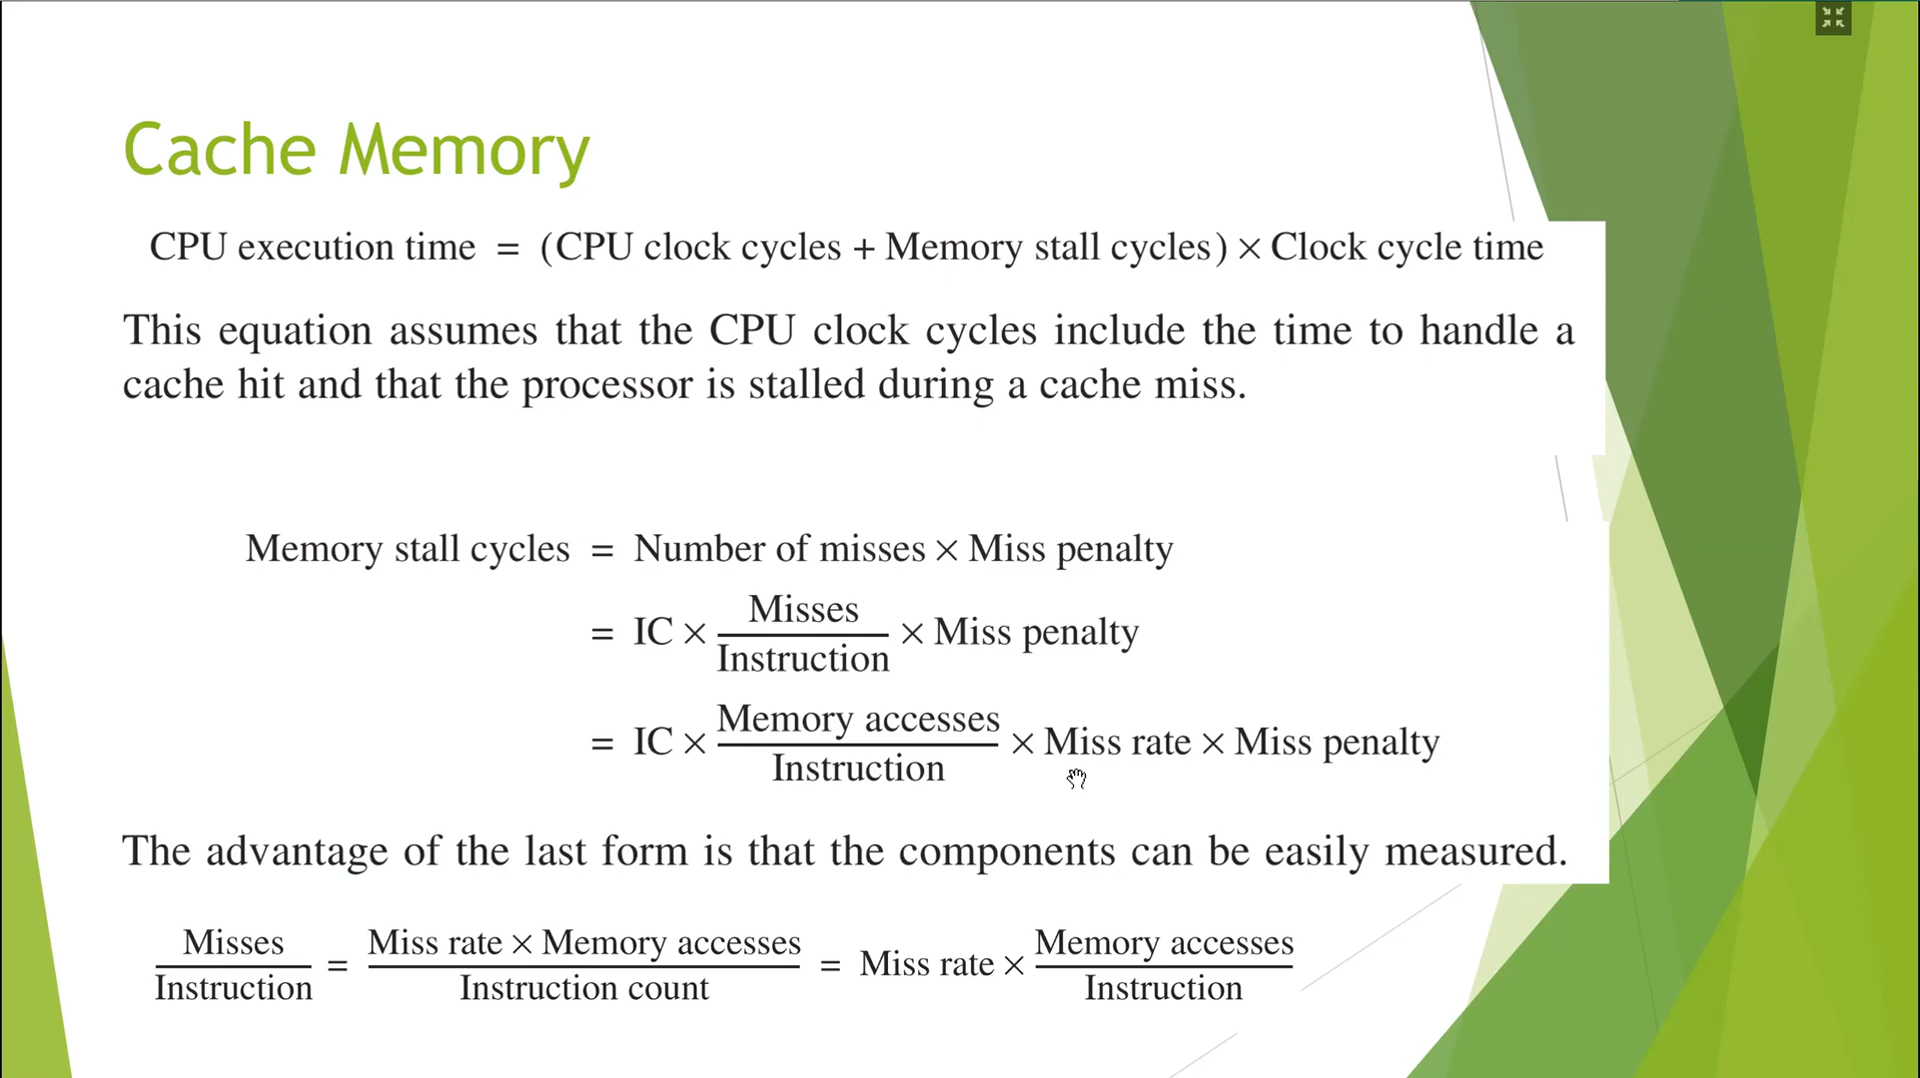 Cache Memory
CPU execution time = (CPU clock cycles + Memory stall cycles) × Clock cycle time
This equation assumes that the CPU clock cycles include the time to handle a
cache hit and that the processor is stalled during a cache miss.
Memory stall cycles = Number of misses × Miss penalty
= IC × Misses / Instruction × Miss penalty
= IC × Memory accesses / Instruction × Miss rate × Miss penalty
The advantage of the last form is that the components can be easily measured.
Misses / Instruction = Miss rate × Memory accesses / Instruction count = Miss rate × Memory accesses / Instruction